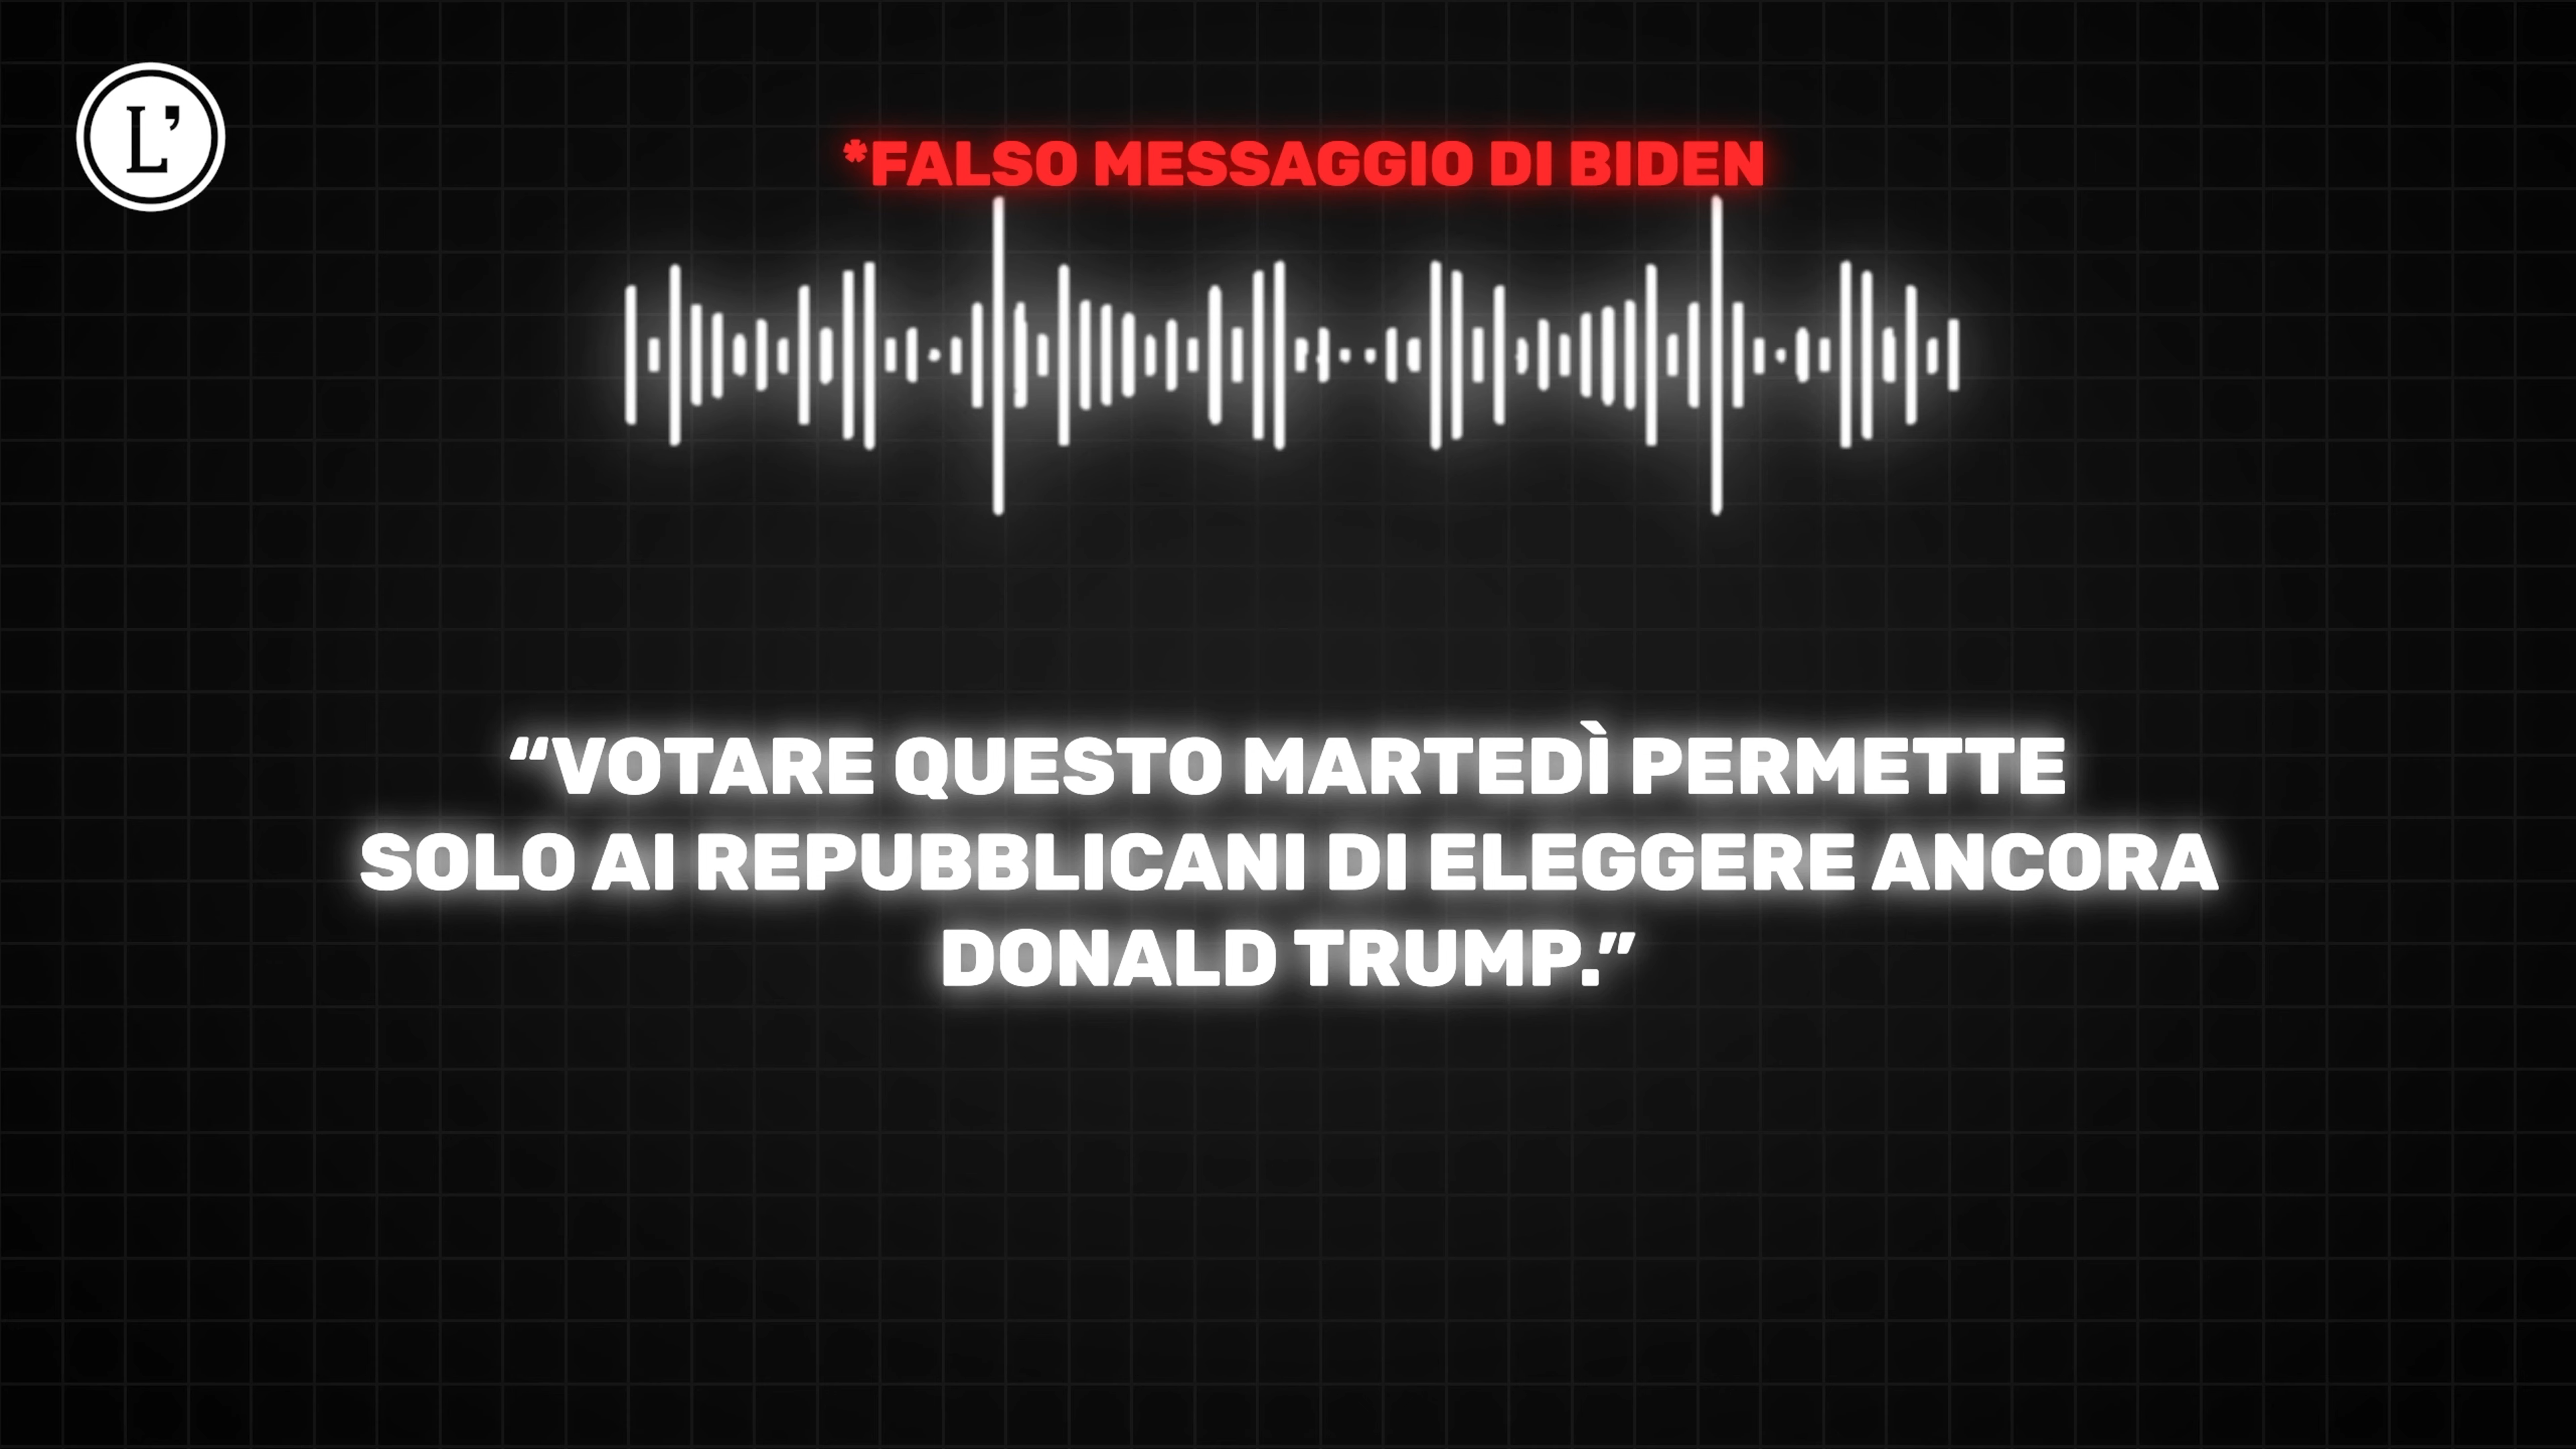 L’
*FALSO MESSAGGIO DI BIDEN
“VOTARE QUESTO MARTEDÌ PERMETTE
SOLO AI REPUBBLICANI DI ELEGGERE ANCORA
DONALD TRUMP.”